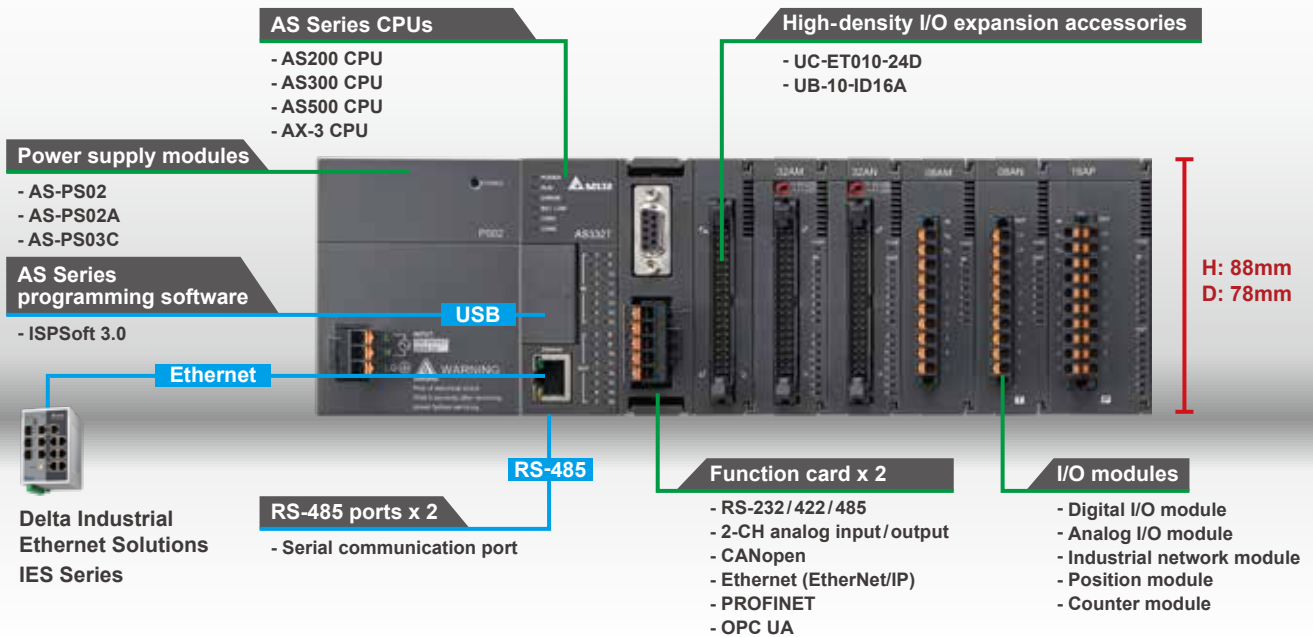 AS Series CPUs
- AS200 CPU
- AS300 CPU
- AS500 CPU
- AX-3 CPU
High-density I/O expansion accessories
- UC-ET010-24D
- UB-10-ID16A
Power supply modules
- AS-PS02
- AS-PS02A
- AS-PS03C
AS Series
programming software
- ISPSoft 3.0
USB
Ethernet
RS-485
Delta Industrial
Ethernet Solutions
IES Series
RS-485 ports x 2
- Serial communication port
Function card x 2
- RS-232/422/485
- 2-CH analog input/output
- CANopen
- Ethernet (EtherNet/IP)
- PROFINET
- OPC UA
I/O modules
- Digital I/O module
- Analog I/O module
- Industrial network module
- Position module
- Counter module
H: 88mm
D: 78mm
PS02
AS332T
WARNING
32AM
32AN
08AM
08AN
16AP